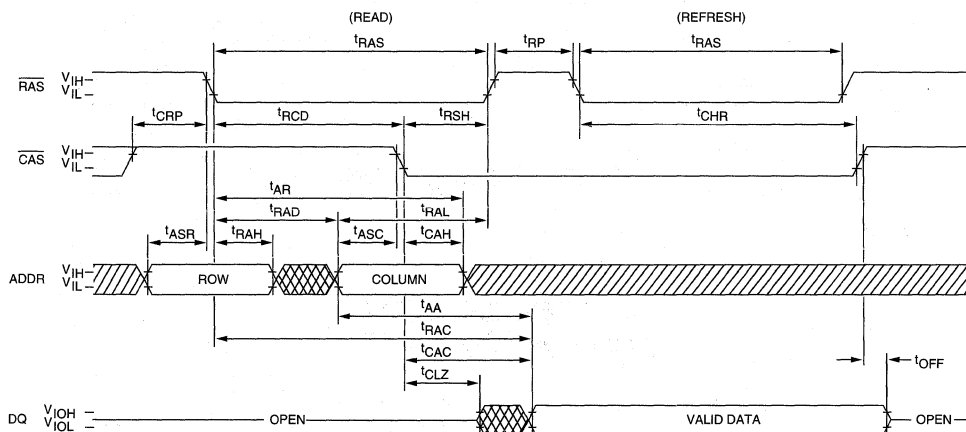 (READ) (REFRESH)
tRAS tRP tRAS
RAS VIH
VIL
tCRP tRCD tRSH tCHR
CAS VIH
VIL
tAR
tRAD tRAL
tASR tRAH tASC tCAH
ADDR VIH
VIL
ROW COLUMN
tAA
tRAC
tCAC
tOFF
tCLZ
DQ VIOH
VIOL
OPEN VALID DATA OPEN